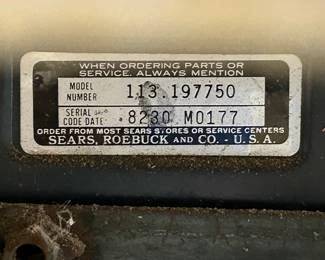 WHEN ORDERING PARTS OR
SERVICE, ALWAYS MENTION
MODEL
NUMBER 113.197750
SERIAL
CODE DATE 8230 M0177
ORDER FROM MOST SEARS STORES OR SERVICE CENTERS
SEARS, ROEBUCK AND CO. - U.S.A.